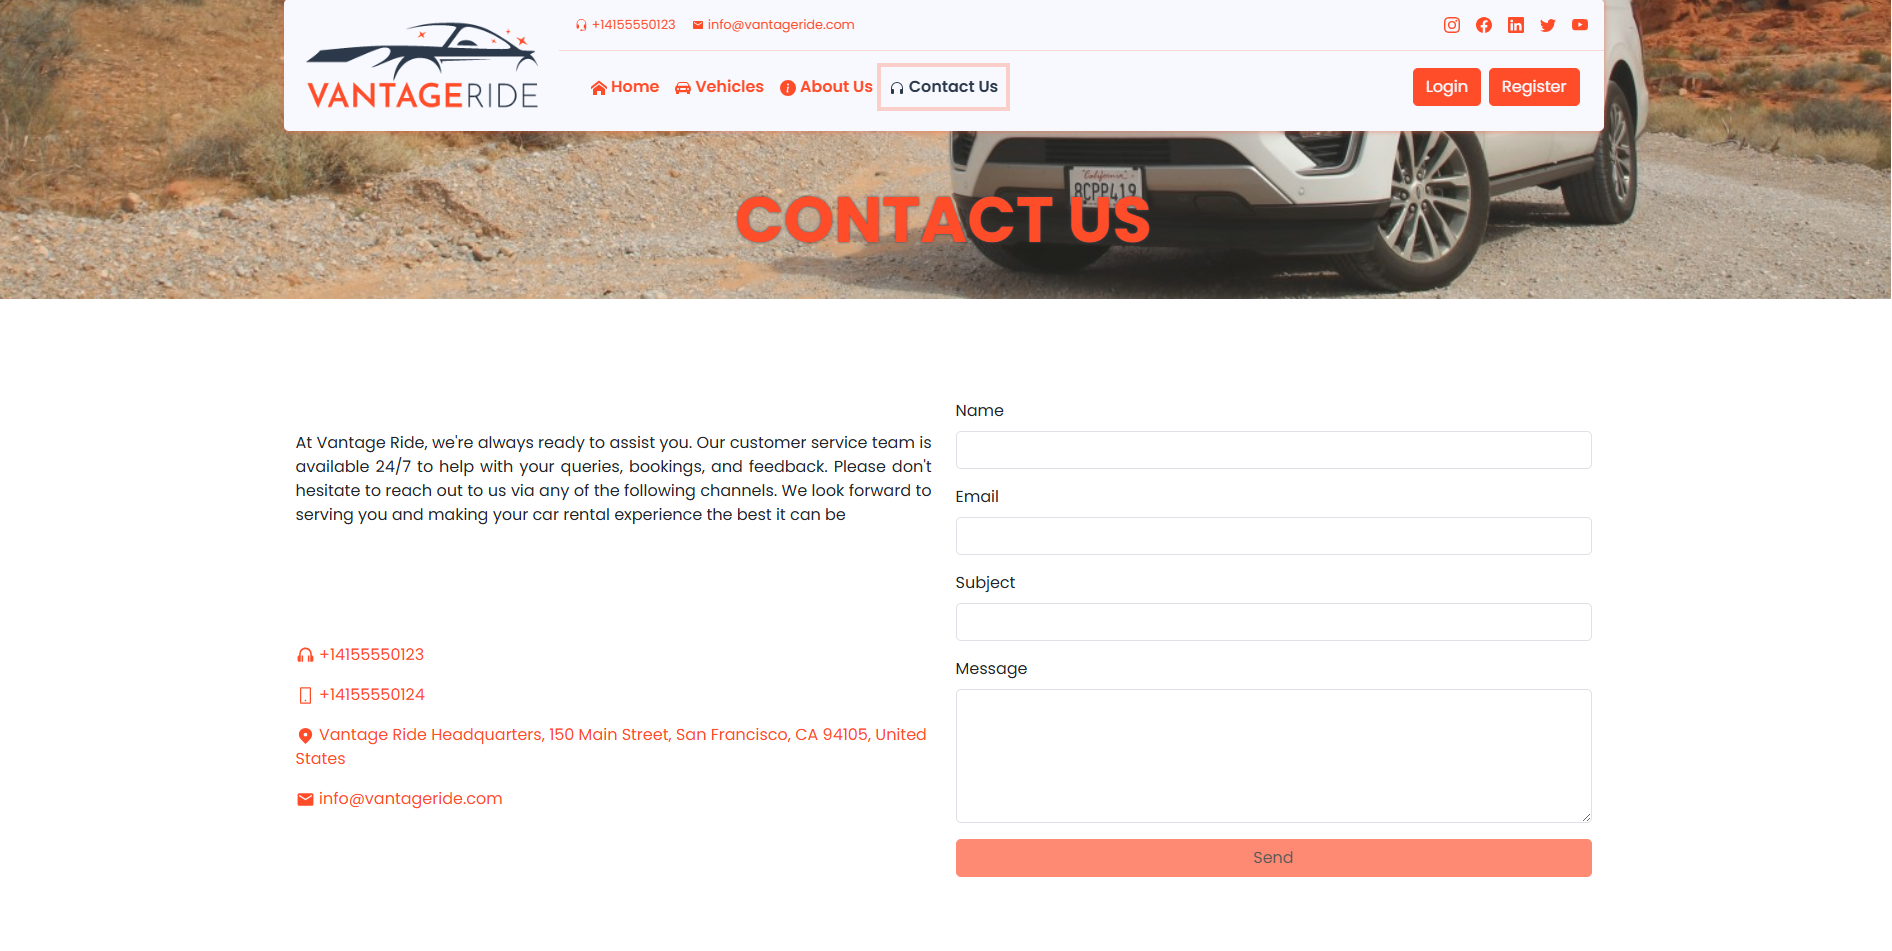 +14155550123 info@vantageride.com
VANTAGERIDE
Home Vehicles About Us Contact Us Login Register
California
8CPP419
CONTACT US
At Vantage Ride, we're always ready to assist you. Our customer service team is
available 24/7 to help with your queries, bookings, and feedback. Please don't
hesitate to reach out to us via any of the following channels. We look forward to
serving you and making your car rental experience the best it can be
+14155550123
+14155550124
Vantage Ride Headquarters, 150 Main Street, San Francisco, CA 94105, United
States
info@vantageride.com
Name
Email
Subject
Message
Send